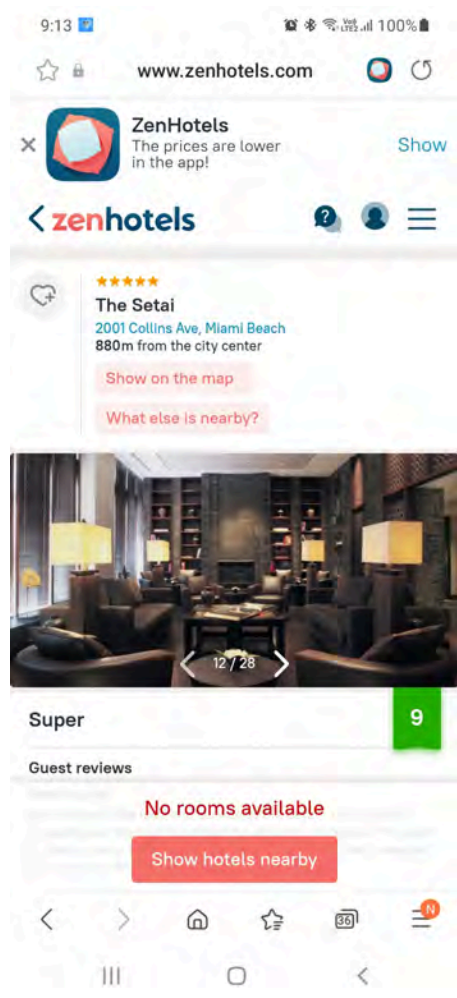 9:13
VoI) LTE2 100%
www.zenhotels.com
ZenHotels
The prices are lower
in the app!
Show
zenhotels
?
The Setai
2001 Collins Ave, Miami Beach
880m from the city center
Show on the map
What else is nearby?
12 / 28
Super
9
Guest reviews
No rooms available
Show hotels nearby
36
N